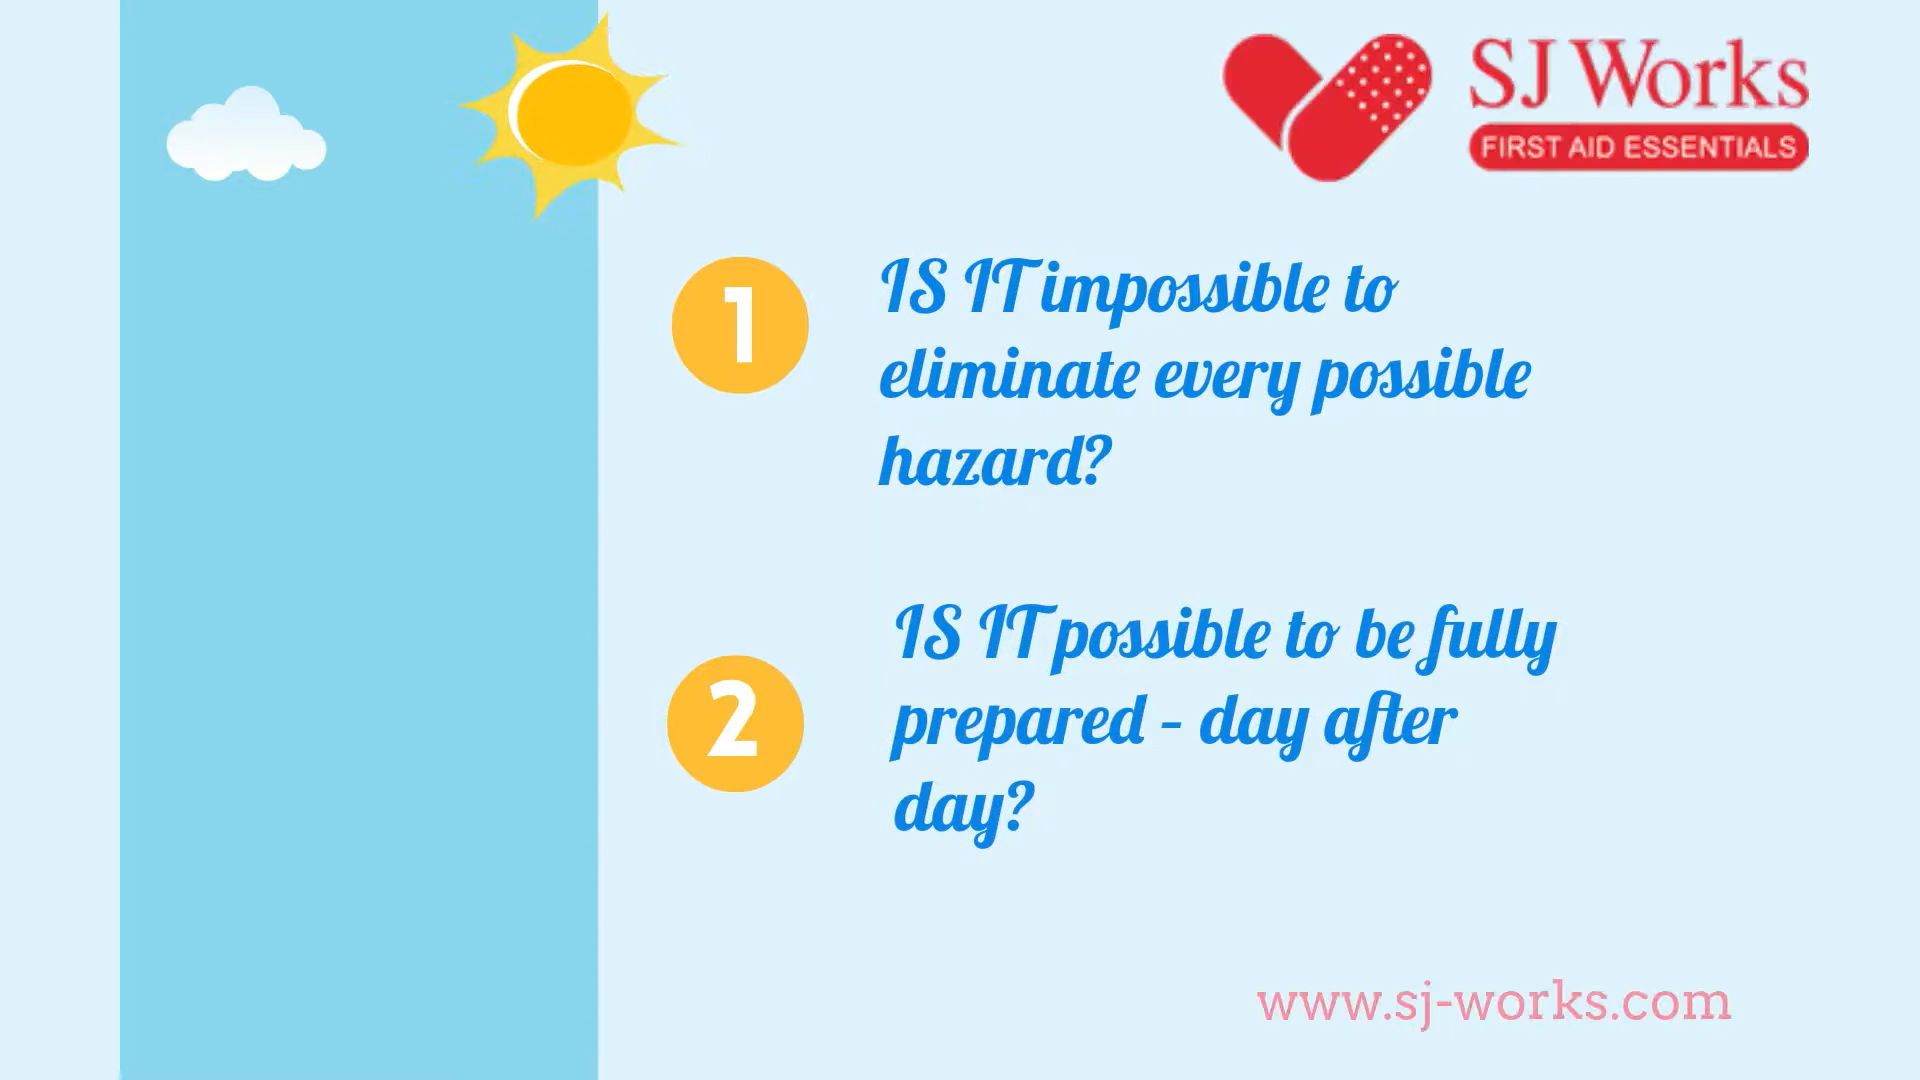 SJ Works
FIRST AID ESSENTIALS
1
IS IT impossible to
eliminate every possible
hazard?
2
IS IT possible to be fully
prepared - day after
day?
www.sj-works.com